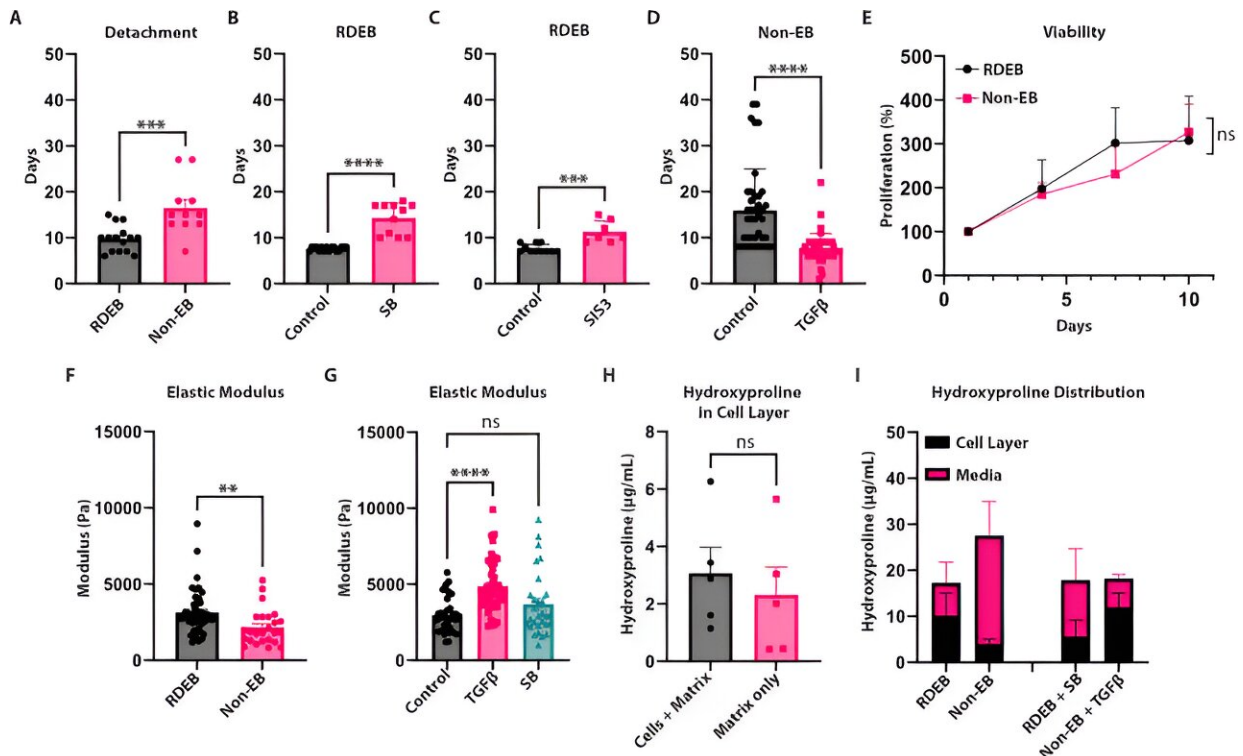 A
Detachment
Days
50
40
30
20
10
0
***
RDEB
Non-EB
B
RDEB
Days
50
40
30
20
10
0
****
Control
SB
C
RDEB
Days
50
40
30
20
10
0
***
Control
SIS3
D
Non-EB
Days
50
40
30
20
10
0
****
Control
TGFβ
E
Viability
Proliferation (%)
500
400
300
200
100
0
RDEB
Non-EB
ns
0
5
10
Days
F
Elastic Modulus
Modulus (Pa)
15000
10000
5000
0
**
RDEB
Non-EB
G
Elastic Modulus
Modulus (Pa)
15000
10000
5000
0
ns
****
Control
TGFβ
SB
H
Hydroxyproline
in Cell Layer
Hydroxyproline (µg/mL)
8
6
4
2
0
ns
Cells + Matrix
Matrix only
I
Hydroxyproline Distribution
Hydroxyproline (µg/mL)
50
40
30
20
10
0
Cell Layer
Media
RDEB
Non-EB
RDEB + SB
Non-EB + TGFβ